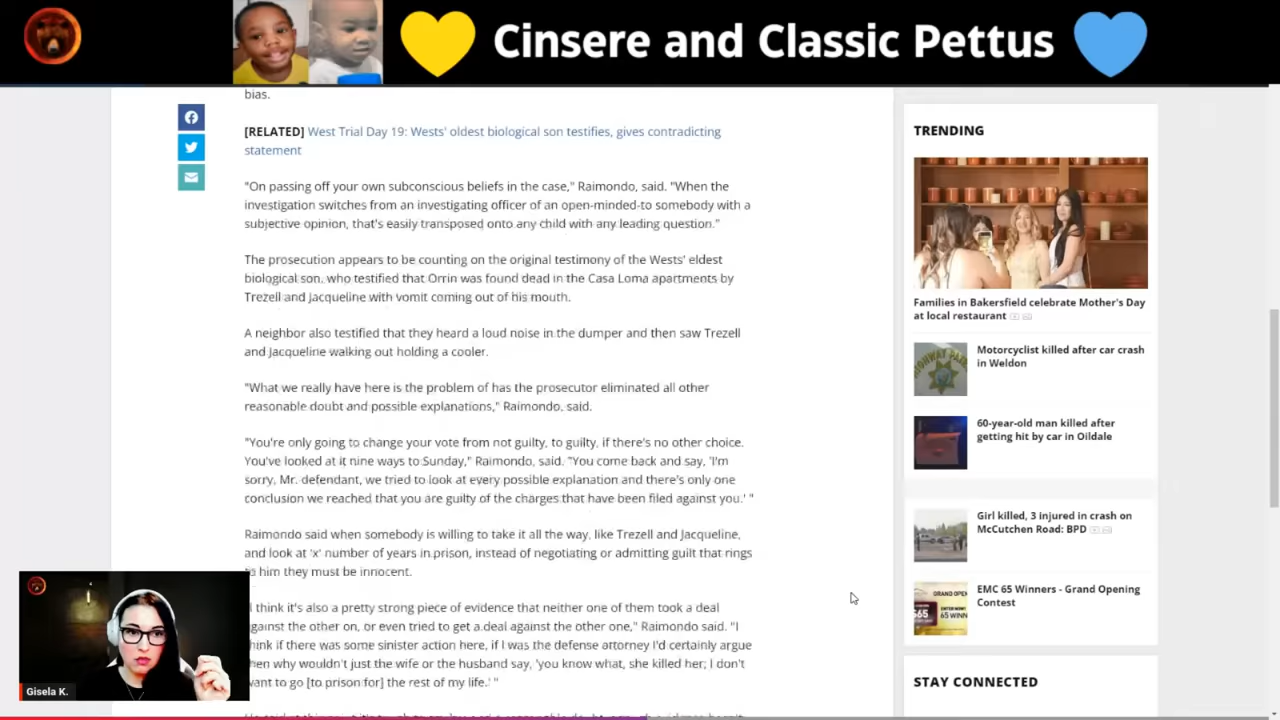 Cinsere and Classic Pettus
bias.
[RELATED] West Trial Day 19: Wests' oldest biological son testifies, gives contradicting
statement
"On passing off your own subconscious beliefs in the case," Raimondo, said. "When the
investigation switches from an investigating officer of an open-minded-to somebody with a
subjective opinion, that's easily transposed onto any child with any leading question."
The prosecution appears to be counting on the original testimony of the Wests' eldest
biological son, who testified that Orrin was found dead in the Casa Loma apartments by
Trezell and Jacqueline with vomit coming out of his mouth.
A neighbor also testified that they heard a loud noise in the dumper and then saw Trezell
and Jacqueline walking out holding a cooler.
"What we really have here is the problem of has the prosecutor eliminated all other
reasonable doubt and possible explanations," Raimondo, said.
"You're only going to change your vote from not guilty, to guilty, if there's no other choice.
You've looked at it nine ways to Sunday," Raimondo, said. "You come back and say, 'I'm
sorry, Mr. defendant, we tried to look at every possible explanation and there's only one
conclusion we reached that you are guilty of the charges that have been filed against you.' "
Raimondo said when somebody is willing to take it all the way, like Trezell and Jacqueline,
and look at 'x' number of years in prison, instead of negotiating or admitting guilt that rings
to him they must be innocent.
think it's also a pretty strong piece of evidence that neither one of them took a deal
against the other on, or even tried to get a deal against the other one," Raimondo said. "I
think if there was some sinister action here, if I was the defense attorney I'd certainly argue
then why wouldn't just the wife or the husband say, 'you know what, she killed her; I don't
want to go [to prison for] the rest of my life.' "
TRENDING
Families in Bakersfield celebrate Mother's Day
at local restaurant
Motorcyclist killed after car crash
in Weldon
60-year-old man killed after
getting hit by car in Oildale
Girl killed, 3 injured in crash on
McCutchen Road: BPD
EMC 65 Winners - Grand Opening
Contest
STAY CONNECTED
Gisela K.